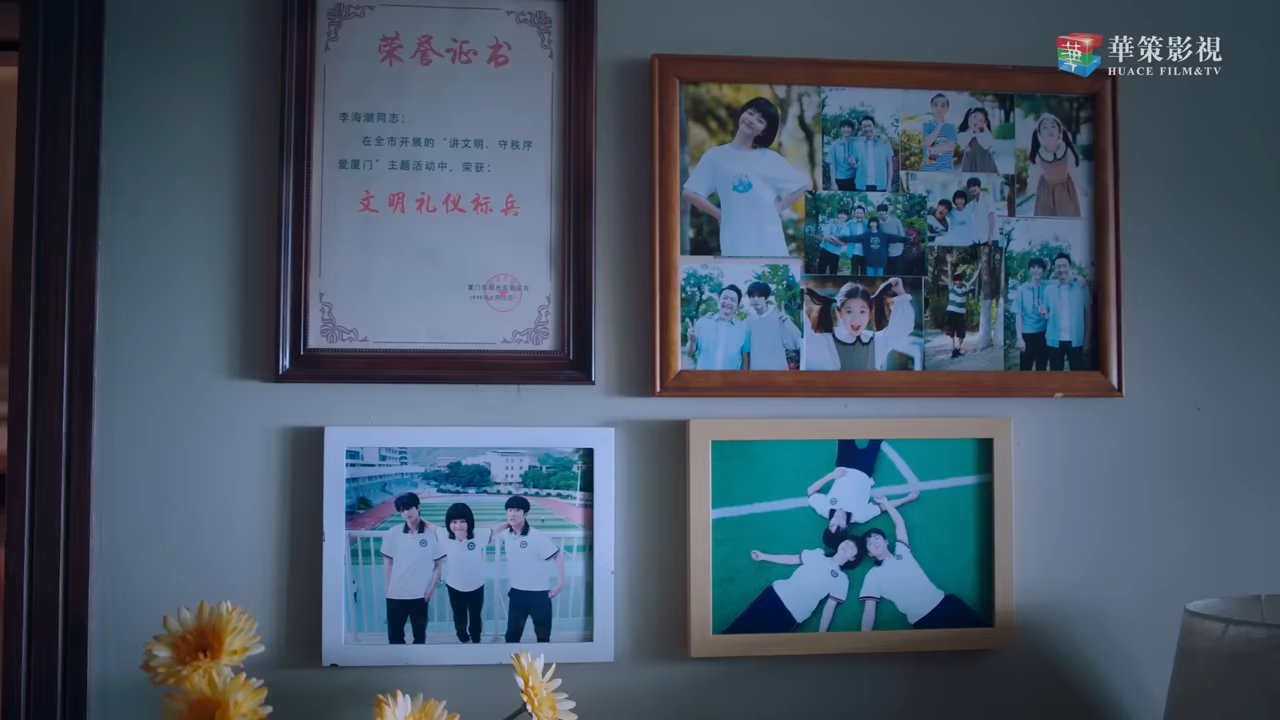 荣誉证书
李海潮同志：
在全市开展的“讲文明、守秩序
爱厦门”主题活动中，荣获：
文明礼仪标兵
華策影視
HUACE FILM&TV